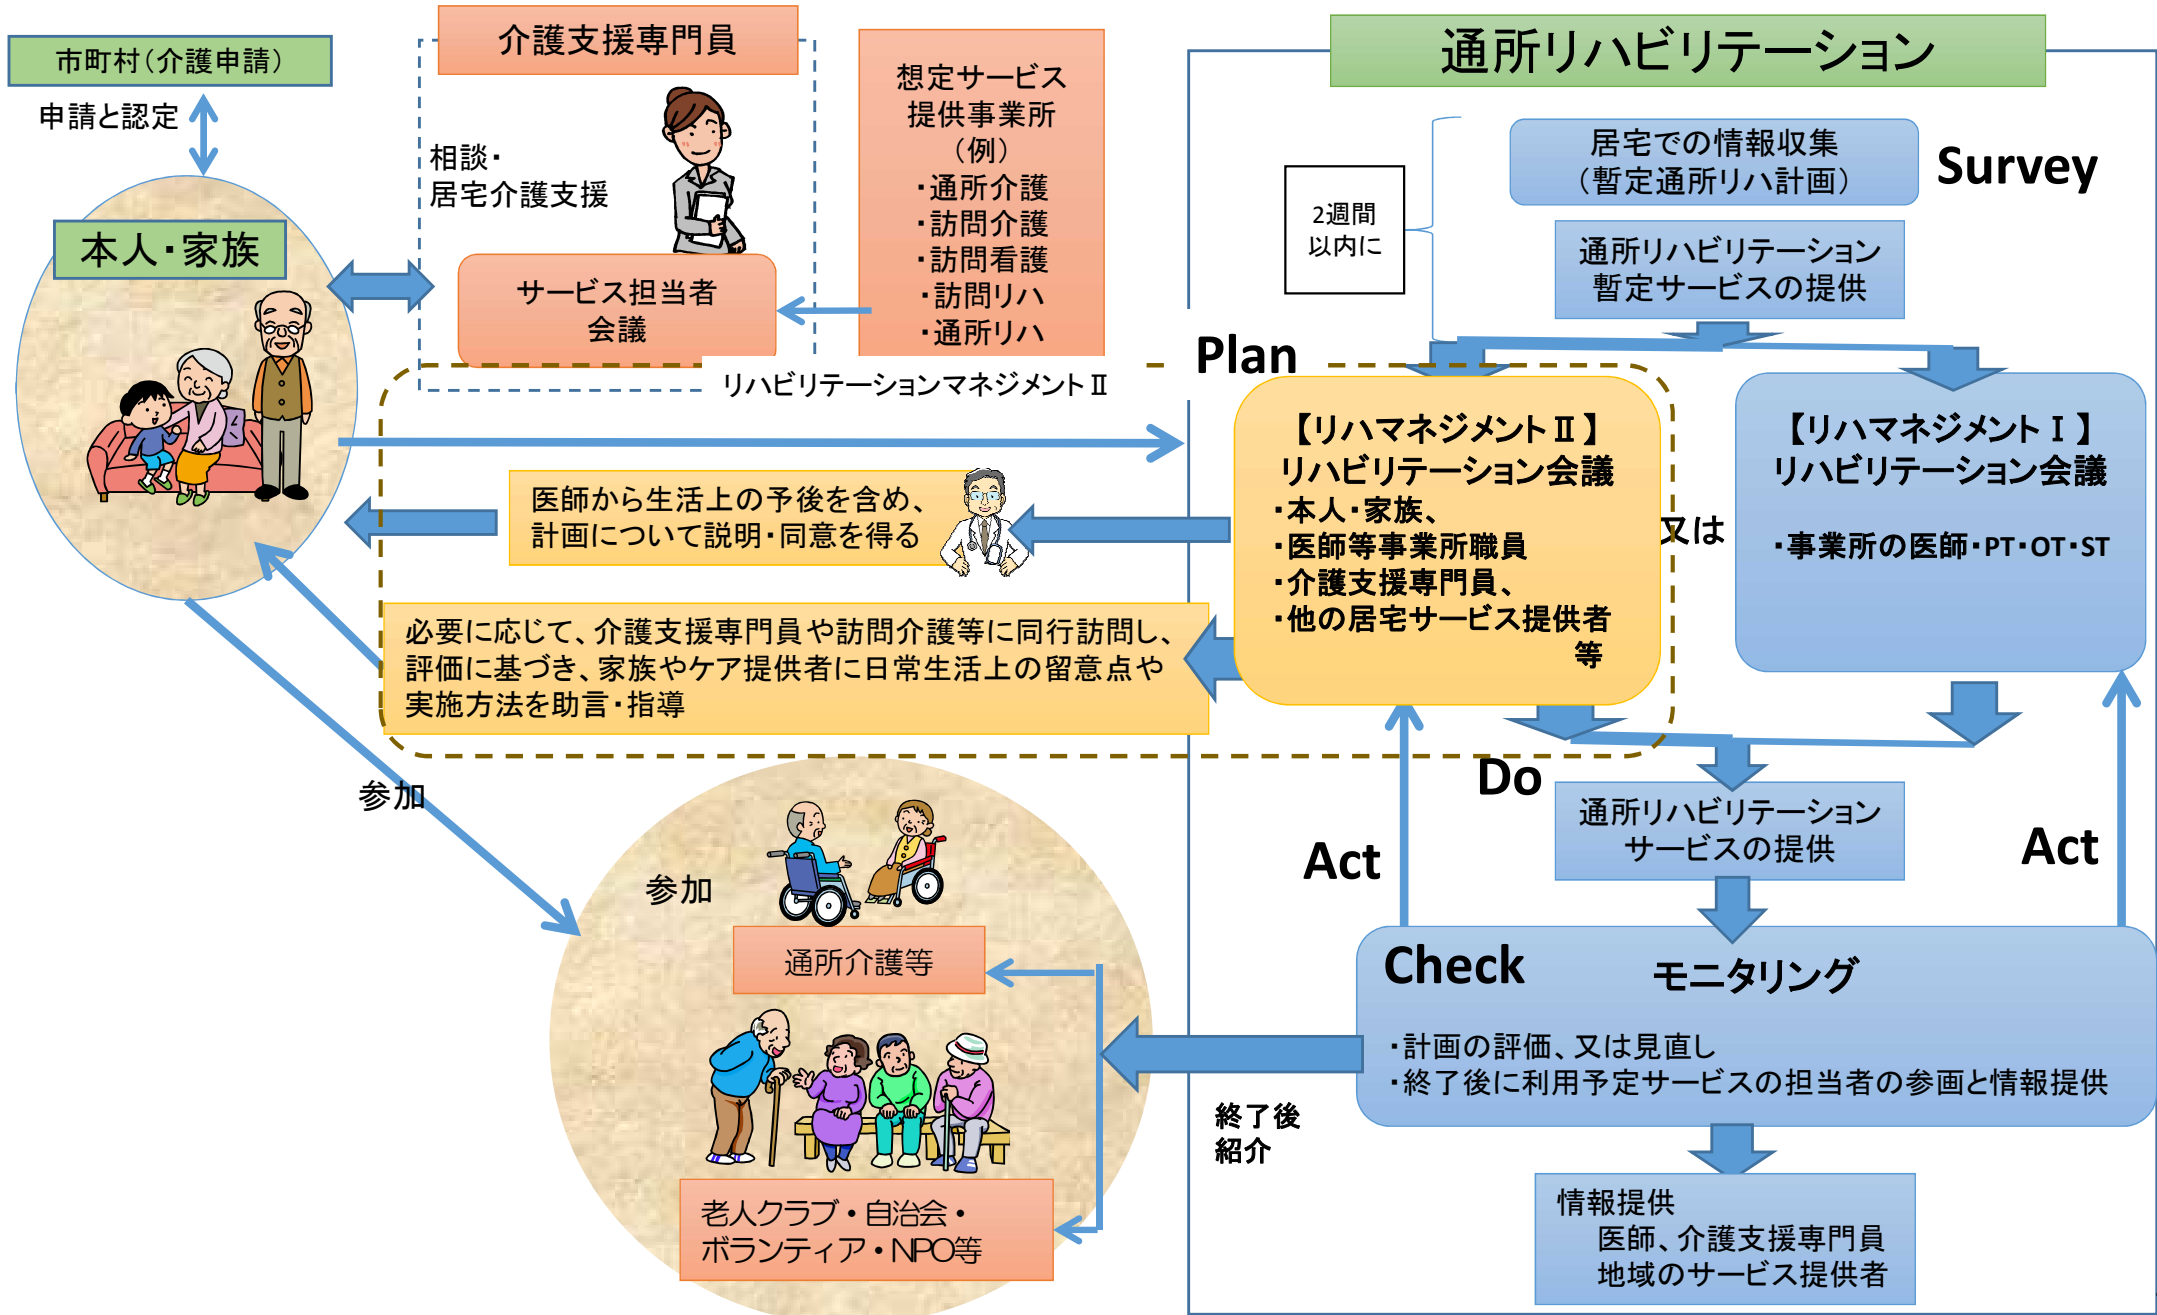 市町村(介護申請)
申請と認定
本人・家族
介護支援専門員
相談・
居宅介護支援
サービス担当者
会議
想定サービス
提供事業所
(例)
・通所介護
・訪問介護
・訪問看護
・訪問リハ
・通所リハ
リハビリテーションマネジメントⅡ
通所リハビリテーション
2週間
以内に
居宅での情報収集
(暫定通所リハ計画)
Survey
通所リハビリテーション
暫定サービスの提供
Plan
【リハマネジメントⅡ】
リハビリテーション会議
・本人・家族、
・医師等事業所職員
・介護支援専門員、
・他の居宅サービス提供者
等
又は
【リハマネジメントⅠ】
リハビリテーション会議
・事業所の医師・PT・OT・ST
医師から生活上の予後を含め、
計画について説明・同意を得る
必要に応じて、介護支援専門員や訪問介護等に同行訪問し、
評価に基づき、家族やケア提供者に日常生活上の留意点や
実施方法を助言・指導
Do
通所リハビリテーション
サービスの提供
Act
Act
Check
モニタリング
・計画の評価、又は見直し
・終了後に利用予定サービスの担当者の参画と情報提供
終了後
紹介
情報提供
医師、介護支援専門員
地域のサービス提供者
参加
参加
通所介護等
老人クラブ・自治会・
ボランティア・NPO等